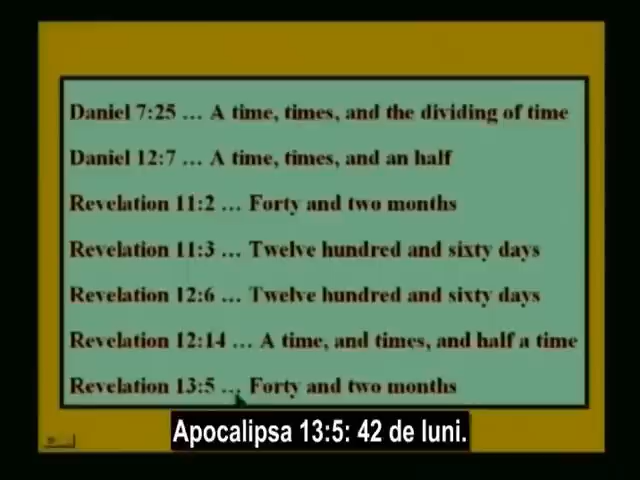 Daniel 7:25 ... A time, times, and the dividing of time
Daniel 12:7 ... A time, times, and an half
Revelation 11:2 ... Forty and two months
Revelation 11:3 ... Twelve hundred and sixty days
Revelation 12:6 ... Twelve hundred and sixty days
Revelation 12:14 ... A time, and times, and half a time
Revelation 13:5 ... Forty and two months
Apocalipsa 13:5: 42 de luni.